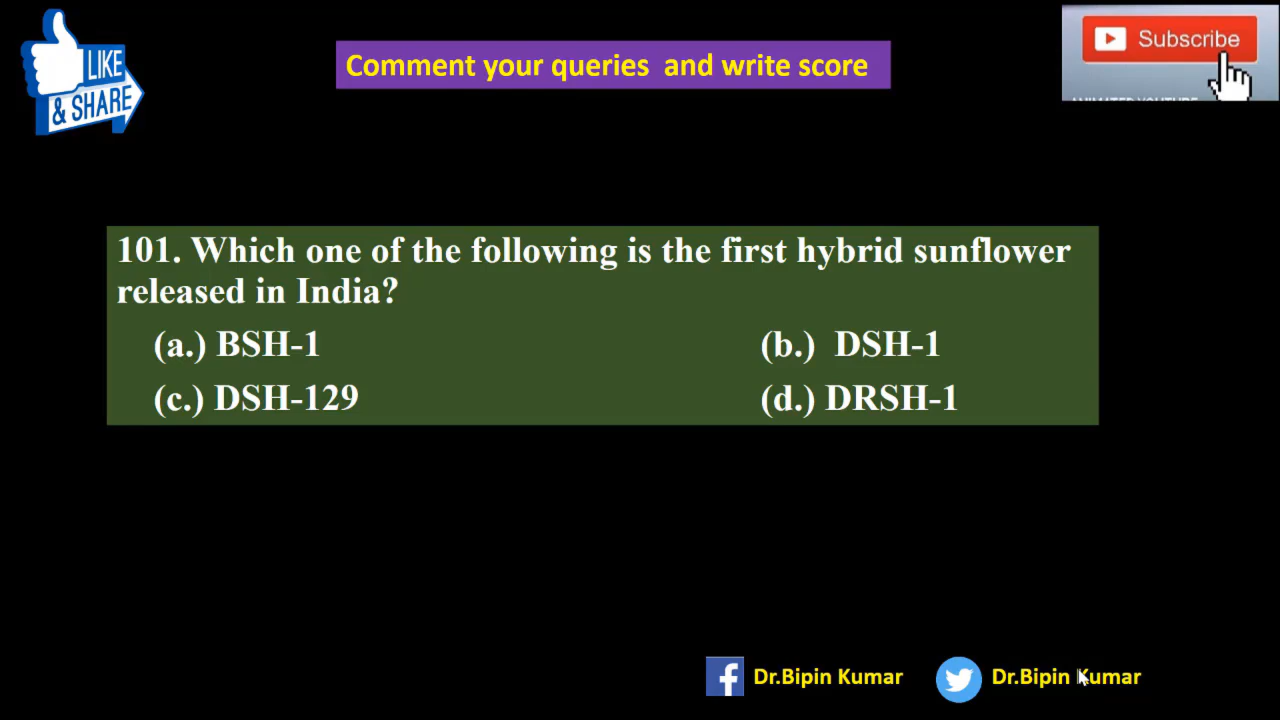 LIKE
& SHARE
Comment your queries and write score
Subscribe
101. Which one of the following is the first hybrid sunflower
released in India?
(a.) BSH-1 (b.) DSH-1
(c.) DSH-129 (d.) DRSH-1
Dr.Bipin Kumar Dr.Bipin Kumar